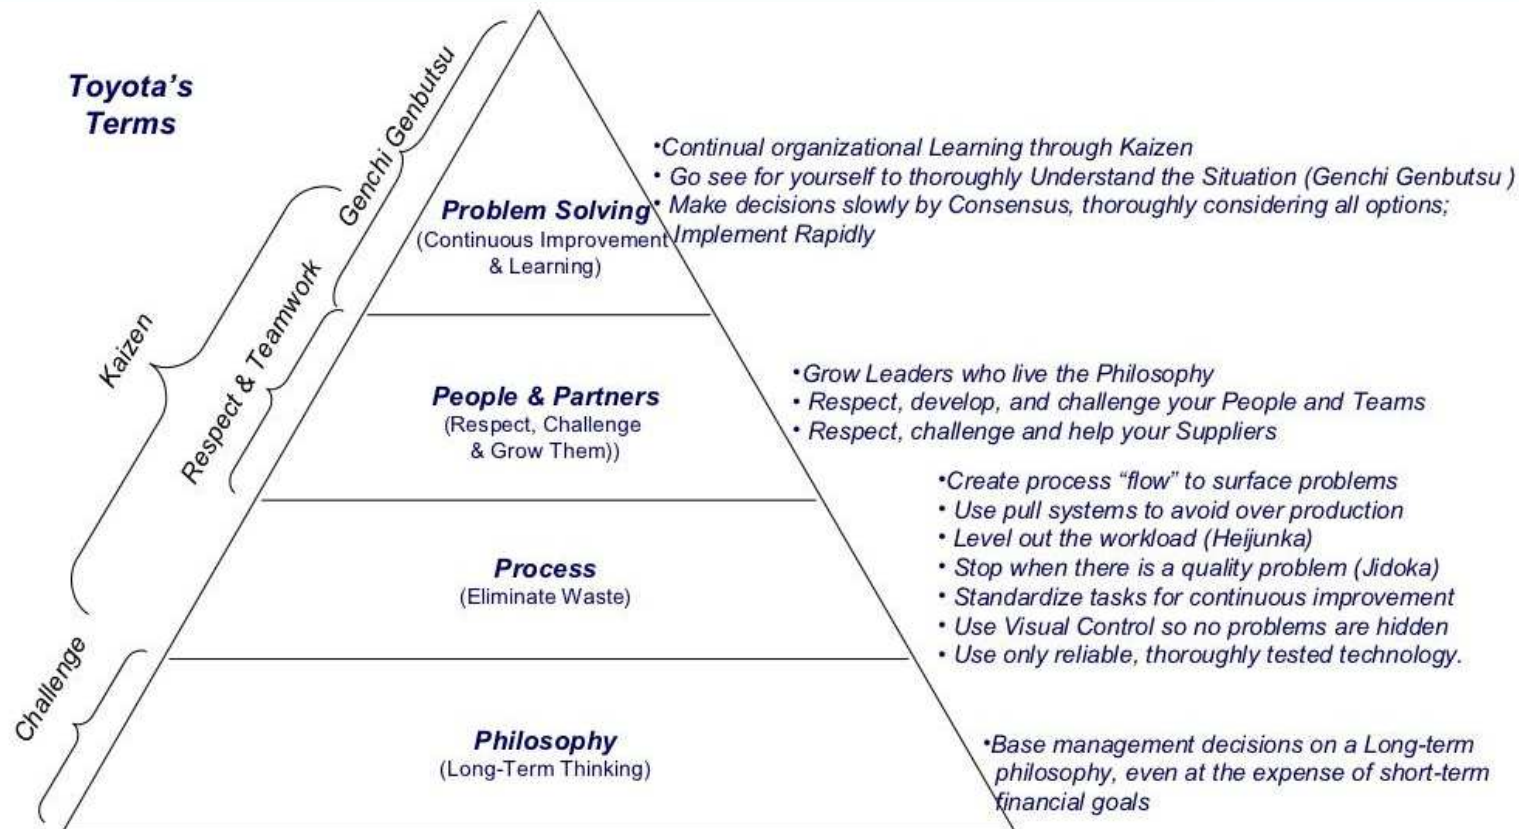 Toyota's
Terms
Genchi Genbutsu
Kaizen
Respect & Teamwork
Challenge
Problem Solving
(Continuous Improvement
& Learning)
•Continual organizational Learning through Kaizen
• Go see for yourself to thoroughly Understand the Situation (Genchi Genbutsu )
• Make decisions slowly by Consensus, thoroughly considering all options;
Implement Rapidly
People & Partners
(Respect, Challenge
& Grow Them))
•Grow Leaders who live the Philosophy
• Respect, develop, and challenge your People and Teams
• Respect, challenge and help your Suppliers
Process
(Eliminate Waste)
•Create process “flow” to surface problems
• Use pull systems to avoid over production
• Level out the workload (Heijunka)
• Stop when there is a quality problem (Jidoka)
• Standardize tasks for continuous improvement
• Use Visual Control so no problems are hidden
• Use only reliable, thoroughly tested technology.
Philosophy
(Long-Term Thinking)
•Base management decisions on a Long-term
philosophy, even at the expense of short-term
financial goals